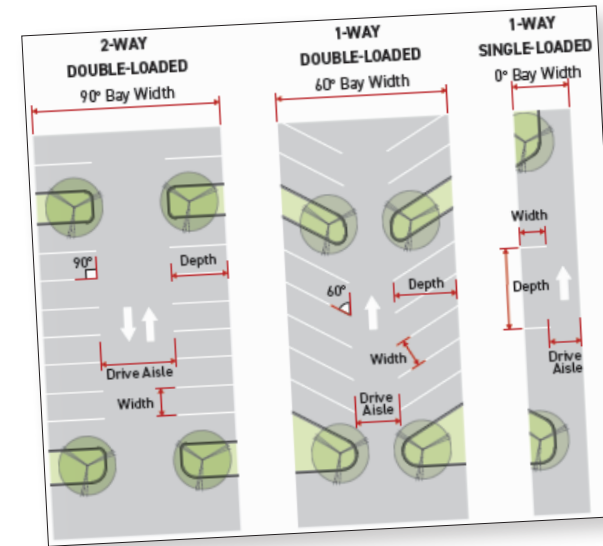 2-WAY
DOUBLE-LOADED
90° Bay Width
90°
Depth
Drive Aisle
Width
1-WAY
DOUBLE-LOADED
60° Bay Width
60°
Depth
Width
Drive
Aisle
1-WAY
SINGLE-LOADED
0° Bay Width
Width
Depth
Drive
Aisle